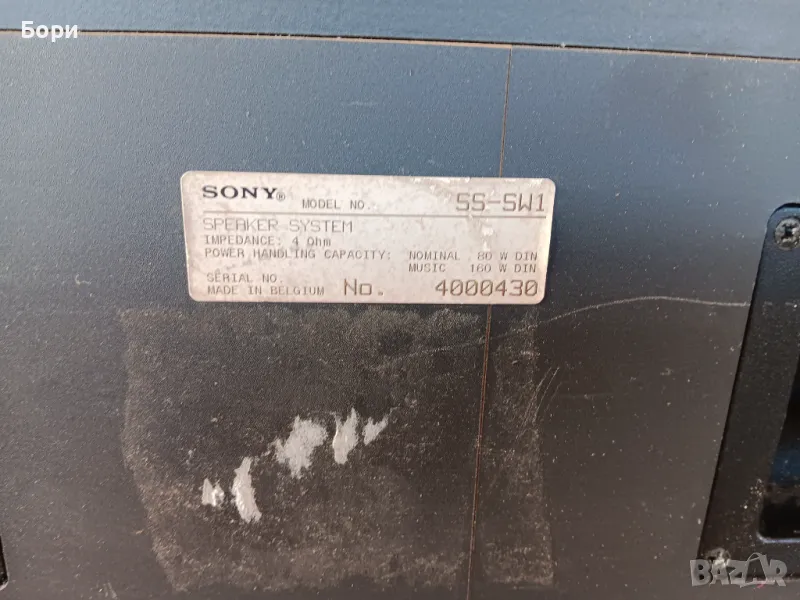 Бори
SONY® MODEL NO. SS-SW1
SPEAKER SYSTEM
IMPEDANCE: 4 Ohm
POWER HANDLING CAPACITY: NOMINAL 80 W DIN
MUSIC 160 W DIN
SERIAL NO.
MADE IN BELGIUM No. 4000430
BAZAR